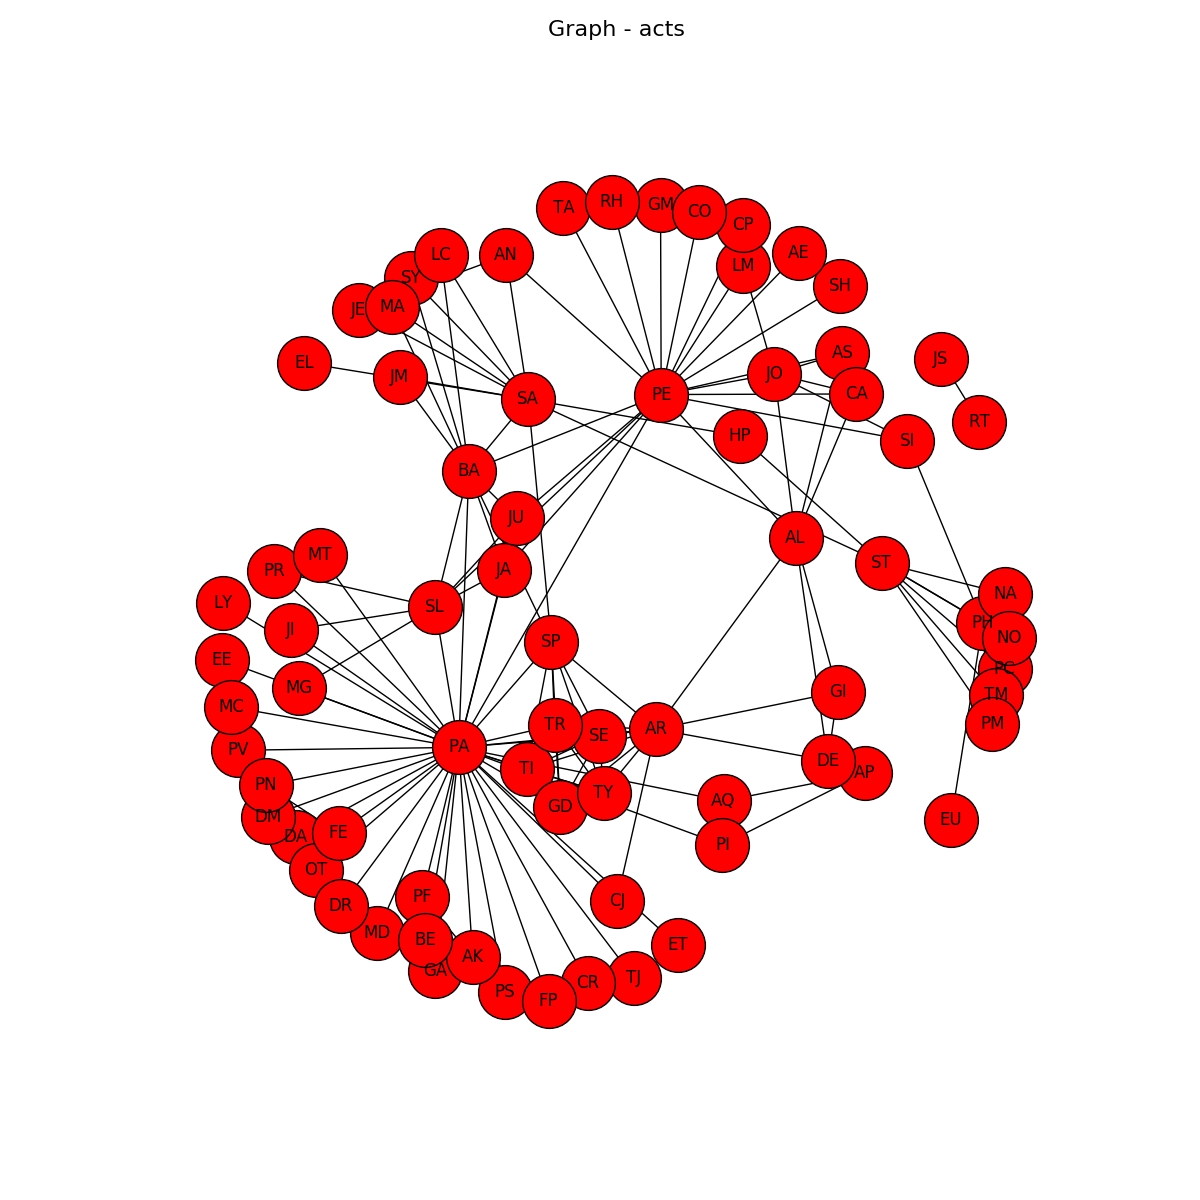 Graph - acts
TA
RH
GM
CO
CP
LC
AN
AE
LM
SY
SH
JE
MA
AS
JS
EL
JM
JO
CA
SA
PE
RT
HP
SI
BA
JU
AL
MT
ST
PR
JA
NA
LY
SL
PH
JI
NO
SP
EE
PC
MG
GI
TM
MC
TR
AR
PM
SE
PV
PA
DE
TI
AP
PN
TY
AQ
GD
DM
EU
FE
DA
PI
OT
PF
CJ
DR
MD
BE
ET
AK
GA
TJ
CR
PS
FP